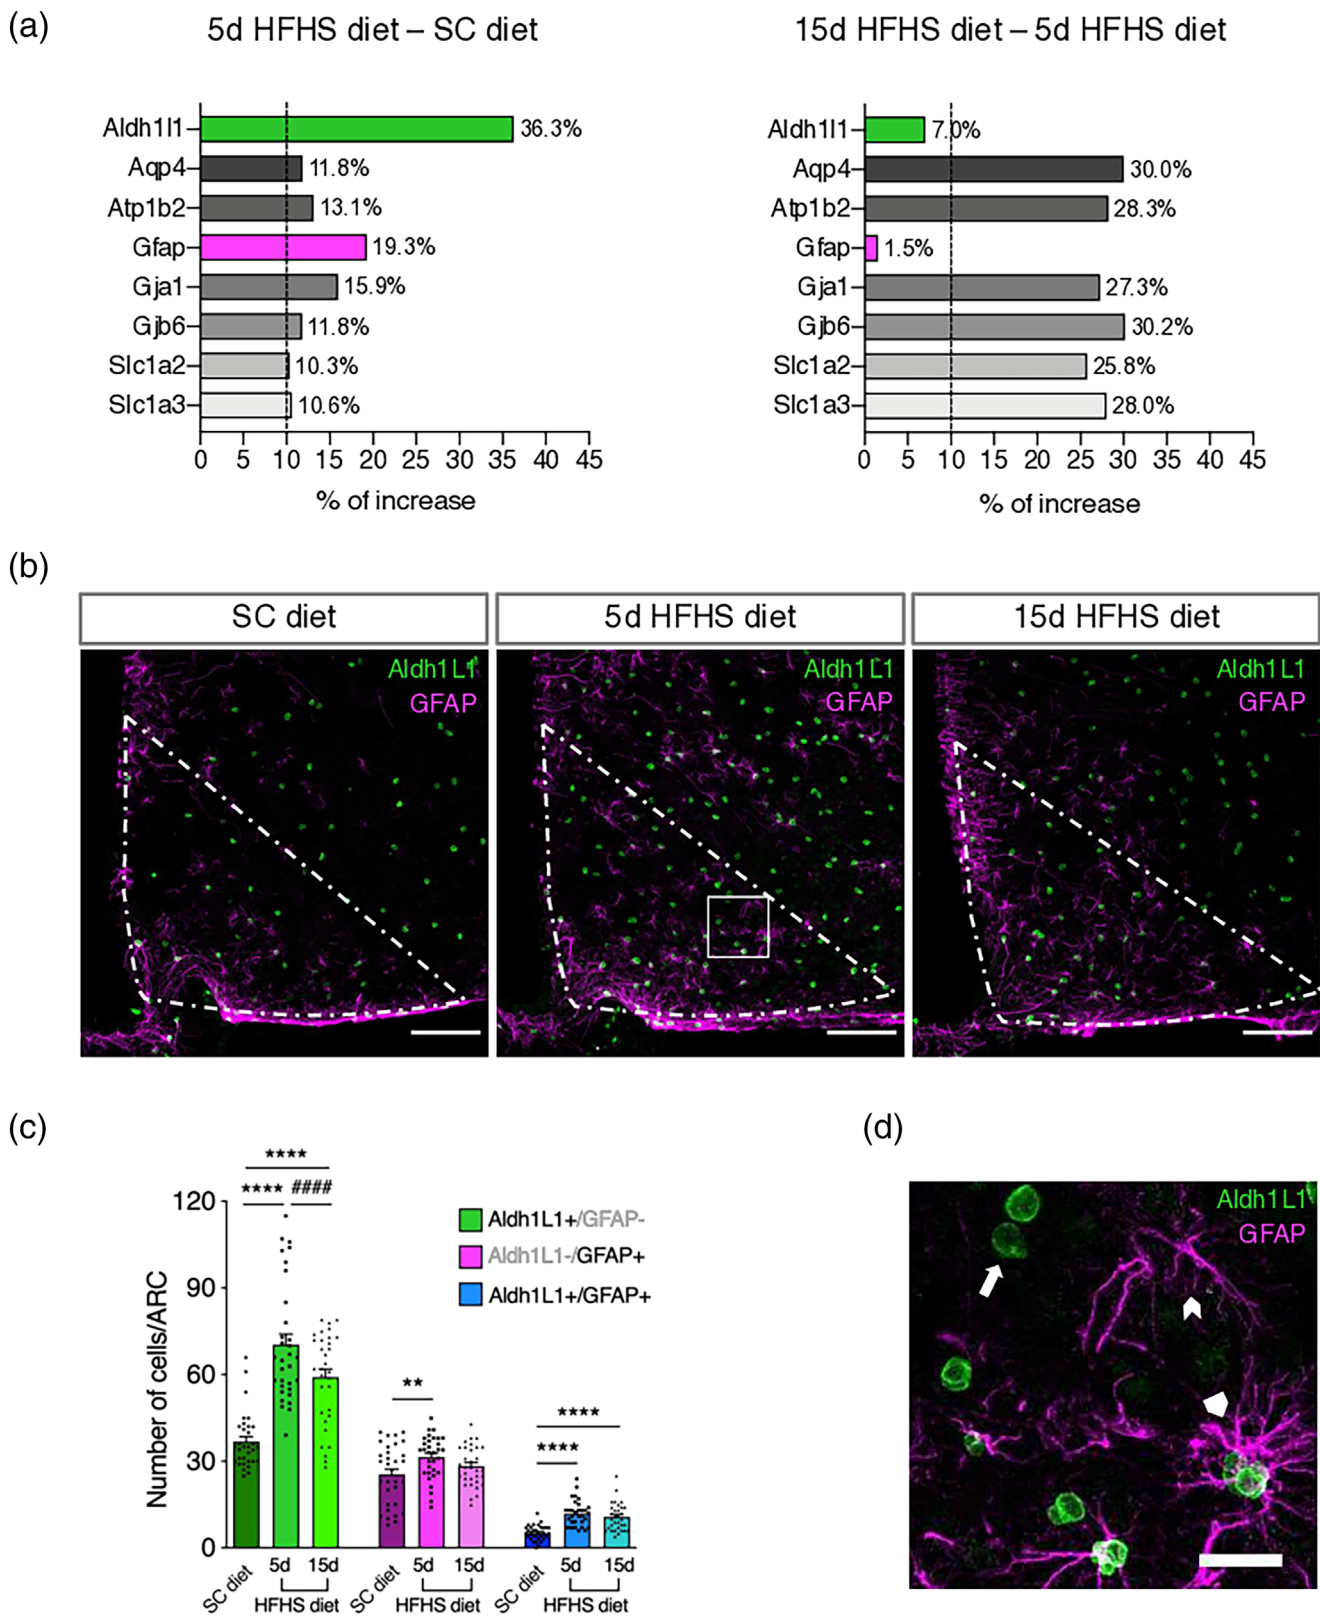 (a)
5d HFHS diet – SC diet
Aldh1l1 36.3%
Aqp4 11.8%
Atp1b2 13.1%
Gfap 19.3%
Gja1 15.9%
Gjb6 11.8%
Slc1a2 10.3%
Slc1a3 10.6%
0 5 10 15 20 25 30 35 40 45
% of increase
15d HFHS diet – 5d HFHS diet
Aldh1l1 7.0%
Aqp4 30.0%
Atp1b2 28.3%
Gfap 1.5%
Gja1 27.3%
Gjb6 30.2%
Slc1a2 25.8%
Slc1a3 28.0%
0 5 10 15 20 25 30 35 40 45
% of increase
(b)
SC diet
Aldh1L1
GFAP
5d HFHS diet
Aldh1L1
GFAP
15d HFHS diet
Aldh1L1
GFAP
(c)
****
**** ####
**
****
****
Number of cells/ARC
120
90
60
30
0
Aldh1L1+/GFAP-
Aldh1L1-/GFAP+
Aldh1L1+/GFAP+
SC diet 5d 15d
HFHS diet
SC diet 5d 15d
HFHS diet
SC diet 5d 15d
HFHS diet
(d)
Aldh1L1
GFAP